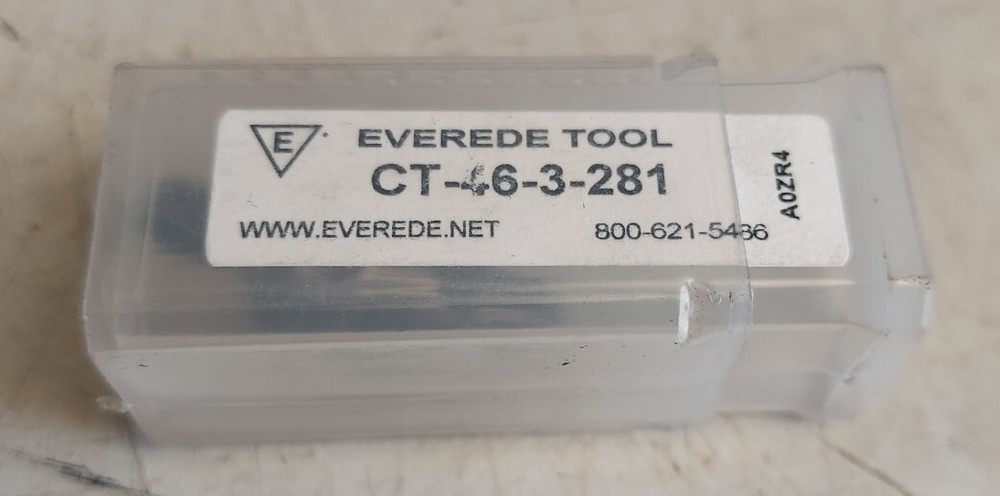 E
EVEREDE TOOL
CT-46-3-281
WWW.EVEREDE.NET
800-621-5486
A0ZR4